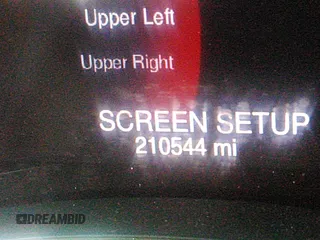 Upper Left
Upper Right
SCREEN SETUP
210544 mi
DREAMBID